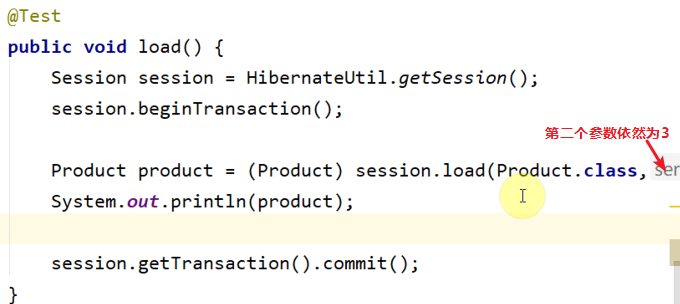 @Test
public void load() {
Session session = HibernateUtil.getSession();
session.beginTransaction();
第二个参数依然为3
Product product = (Product) session.load(Product.class, ser
System.out.println(product);
session.getTransaction().commit();
}